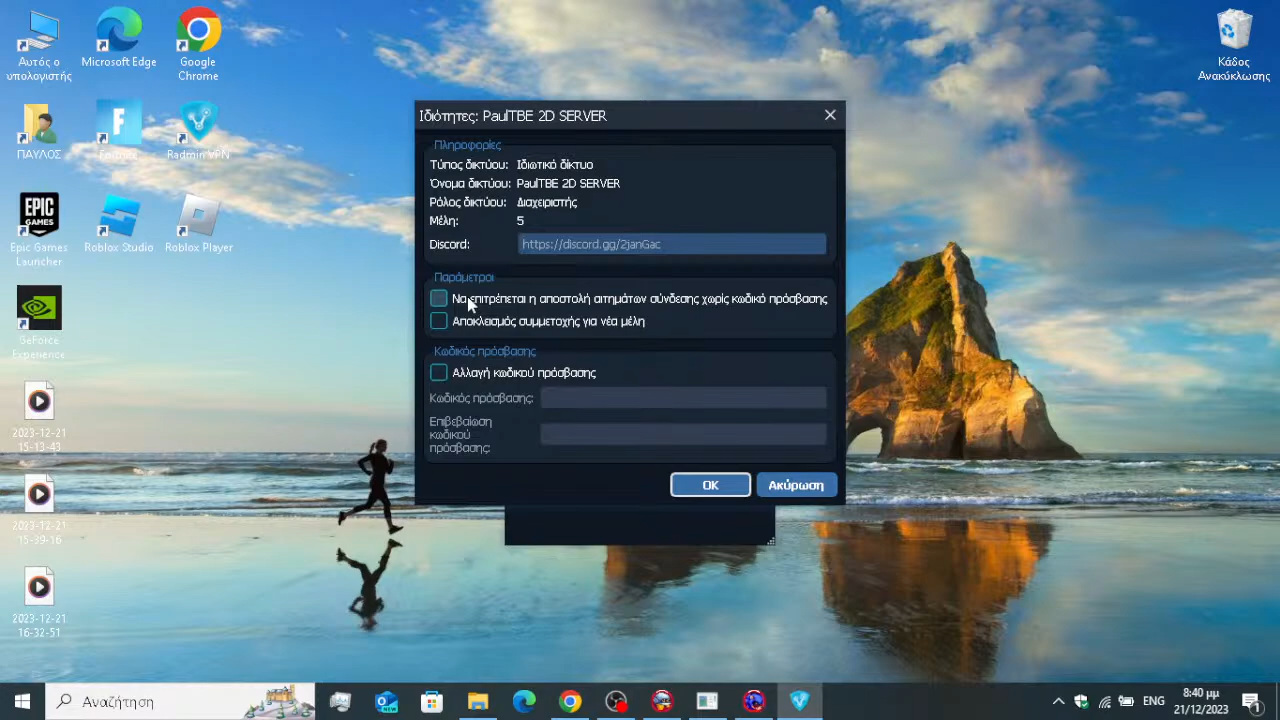 Αυτός ο
υπολογιστής
Microsoft Edge
Google
Chrome
Κάδος
Ανακύκλωσης
ΠΑΥΛΟΣ
Fortnite
Radmin VPN
EPIC
GAMES
Epic Games
Launcher
Roblox Studio
Roblox Player
GeForce
Experience
2023-12-21
15-13-43
2023-12-21
15-39-16
2023-12-21
16-32-51
Ιδιότητες: PaulTBE 2D SERVER
Πληροφορίες
Τύπος δικτύου: Ιδιωτικό δίκτυο
Όνομα δικτύου: PaulTBE 2D SERVER
Ρόλος δικτύου: Διαχειριστής
Μέλη: 5
Discord: https://discord.gg/2janGac
Παράμετροι
Να επιτρέπεται η αποστολή αιτημάτων σύνδεσης χωρίς κωδικό πρόσβασης
Αποκλεισμός συμμετοχής για νέα μέλη
Κωδικός πρόσβασης
Αλλαγή κωδικού πρόσβασης
Κωδικός πρόσβασης:
Επιβεβαίωση
κωδικού
πρόσβασης:
OK
Ακύρωση
Αναζήτηση
NEW
ENG
8:40 μμ
21/12/2023
1